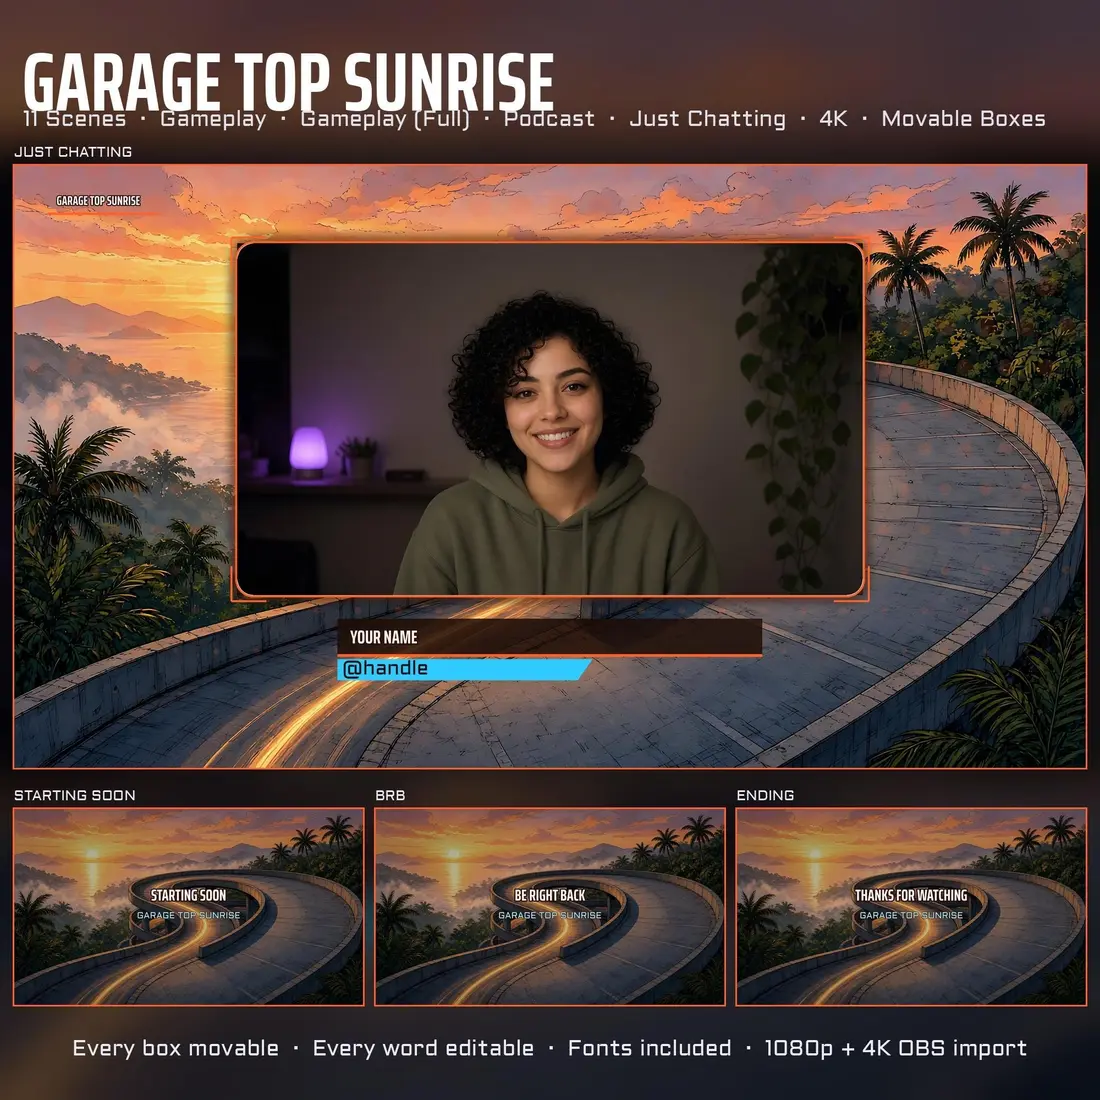 GARAGE TOP SUNRISE
11 Scenes · Gameplay · Gameplay (Full) · Podcast · Just Chatting · 4K · Movable Boxes
JUST CHATTING
GARAGE TOP SUNRISE
YOUR NAME
@handle
STARTING SOON
BRB
ENDING
STARTING SOON
GARAGE TOP SUNRISE
BE RIGHT BACK
GARAGE TOP SUNRISE
THANKS FOR WATCHING
GARAGE TOP SUNRISE
Every box movable · Every word editable · Fonts included · 1080p + 4K OBS import